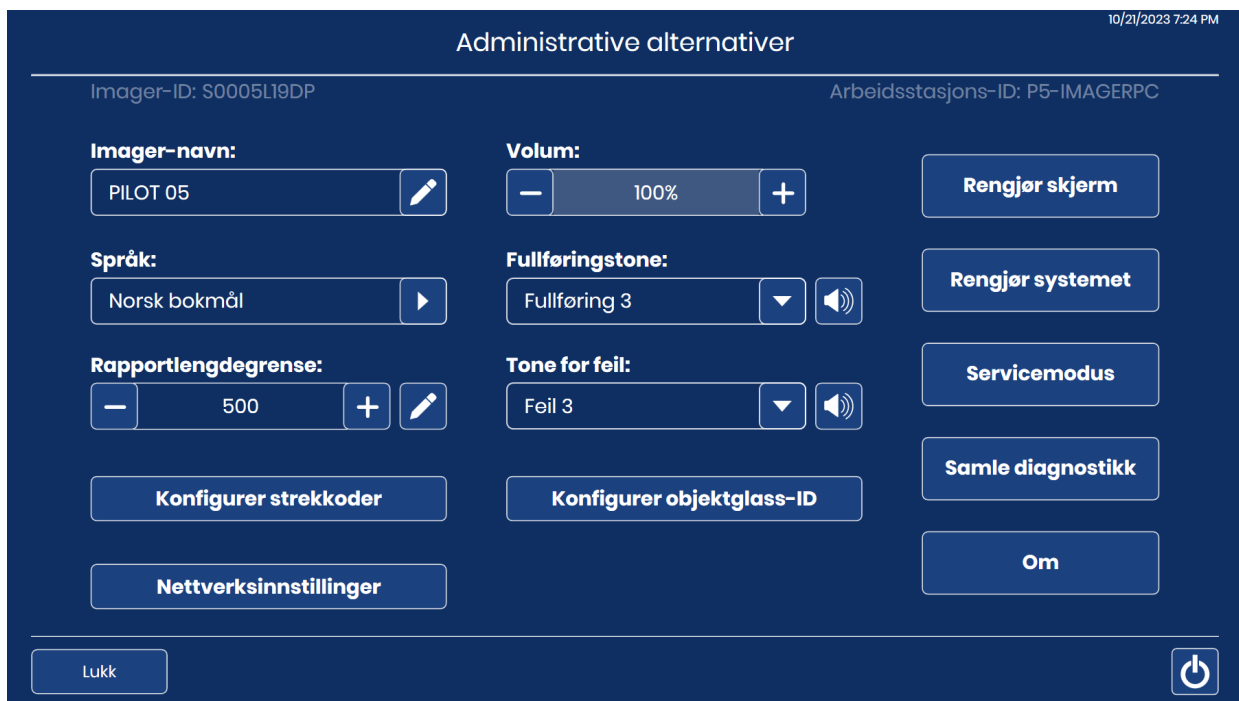 10/21/2023 7:24 PM
Administrative alternativer
Imager-ID: S0005L19DP
Arbeidsstasjons-ID: P5-IMAGERPC
Imager-navn:
PILOT 05
Volum:
100%
Rengjør skjerm
Språk:
Norsk bokmål
Fullføringstone:
Fullføring 3
Rengjør systemet
Rapportlengdegrense:
500
Tone for feil:
Feil 3
Servicemodus
Samle diagnostikk
Konfigurer strekkoder
Konfigurer objektglass-ID
Om
Nettverksinnstillinger
Lukk